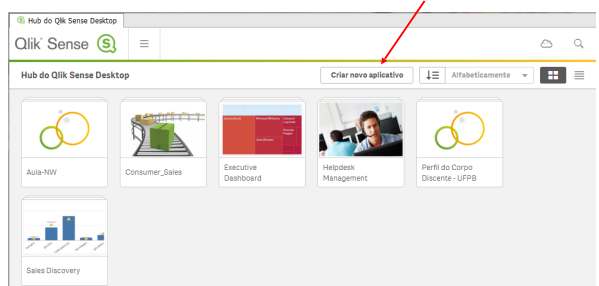 Hub do Qlik Sense Desktop
Qlik Sense
Hub do Qlik Sense Desktop
Criar novo aplicativo
Alfabeticamente
Aula-NW
Consumer_Sales
Executive
Dashboard
Helpdesk
Management
Perfil do Corpo
Discente - UFPB
Sales Discovery